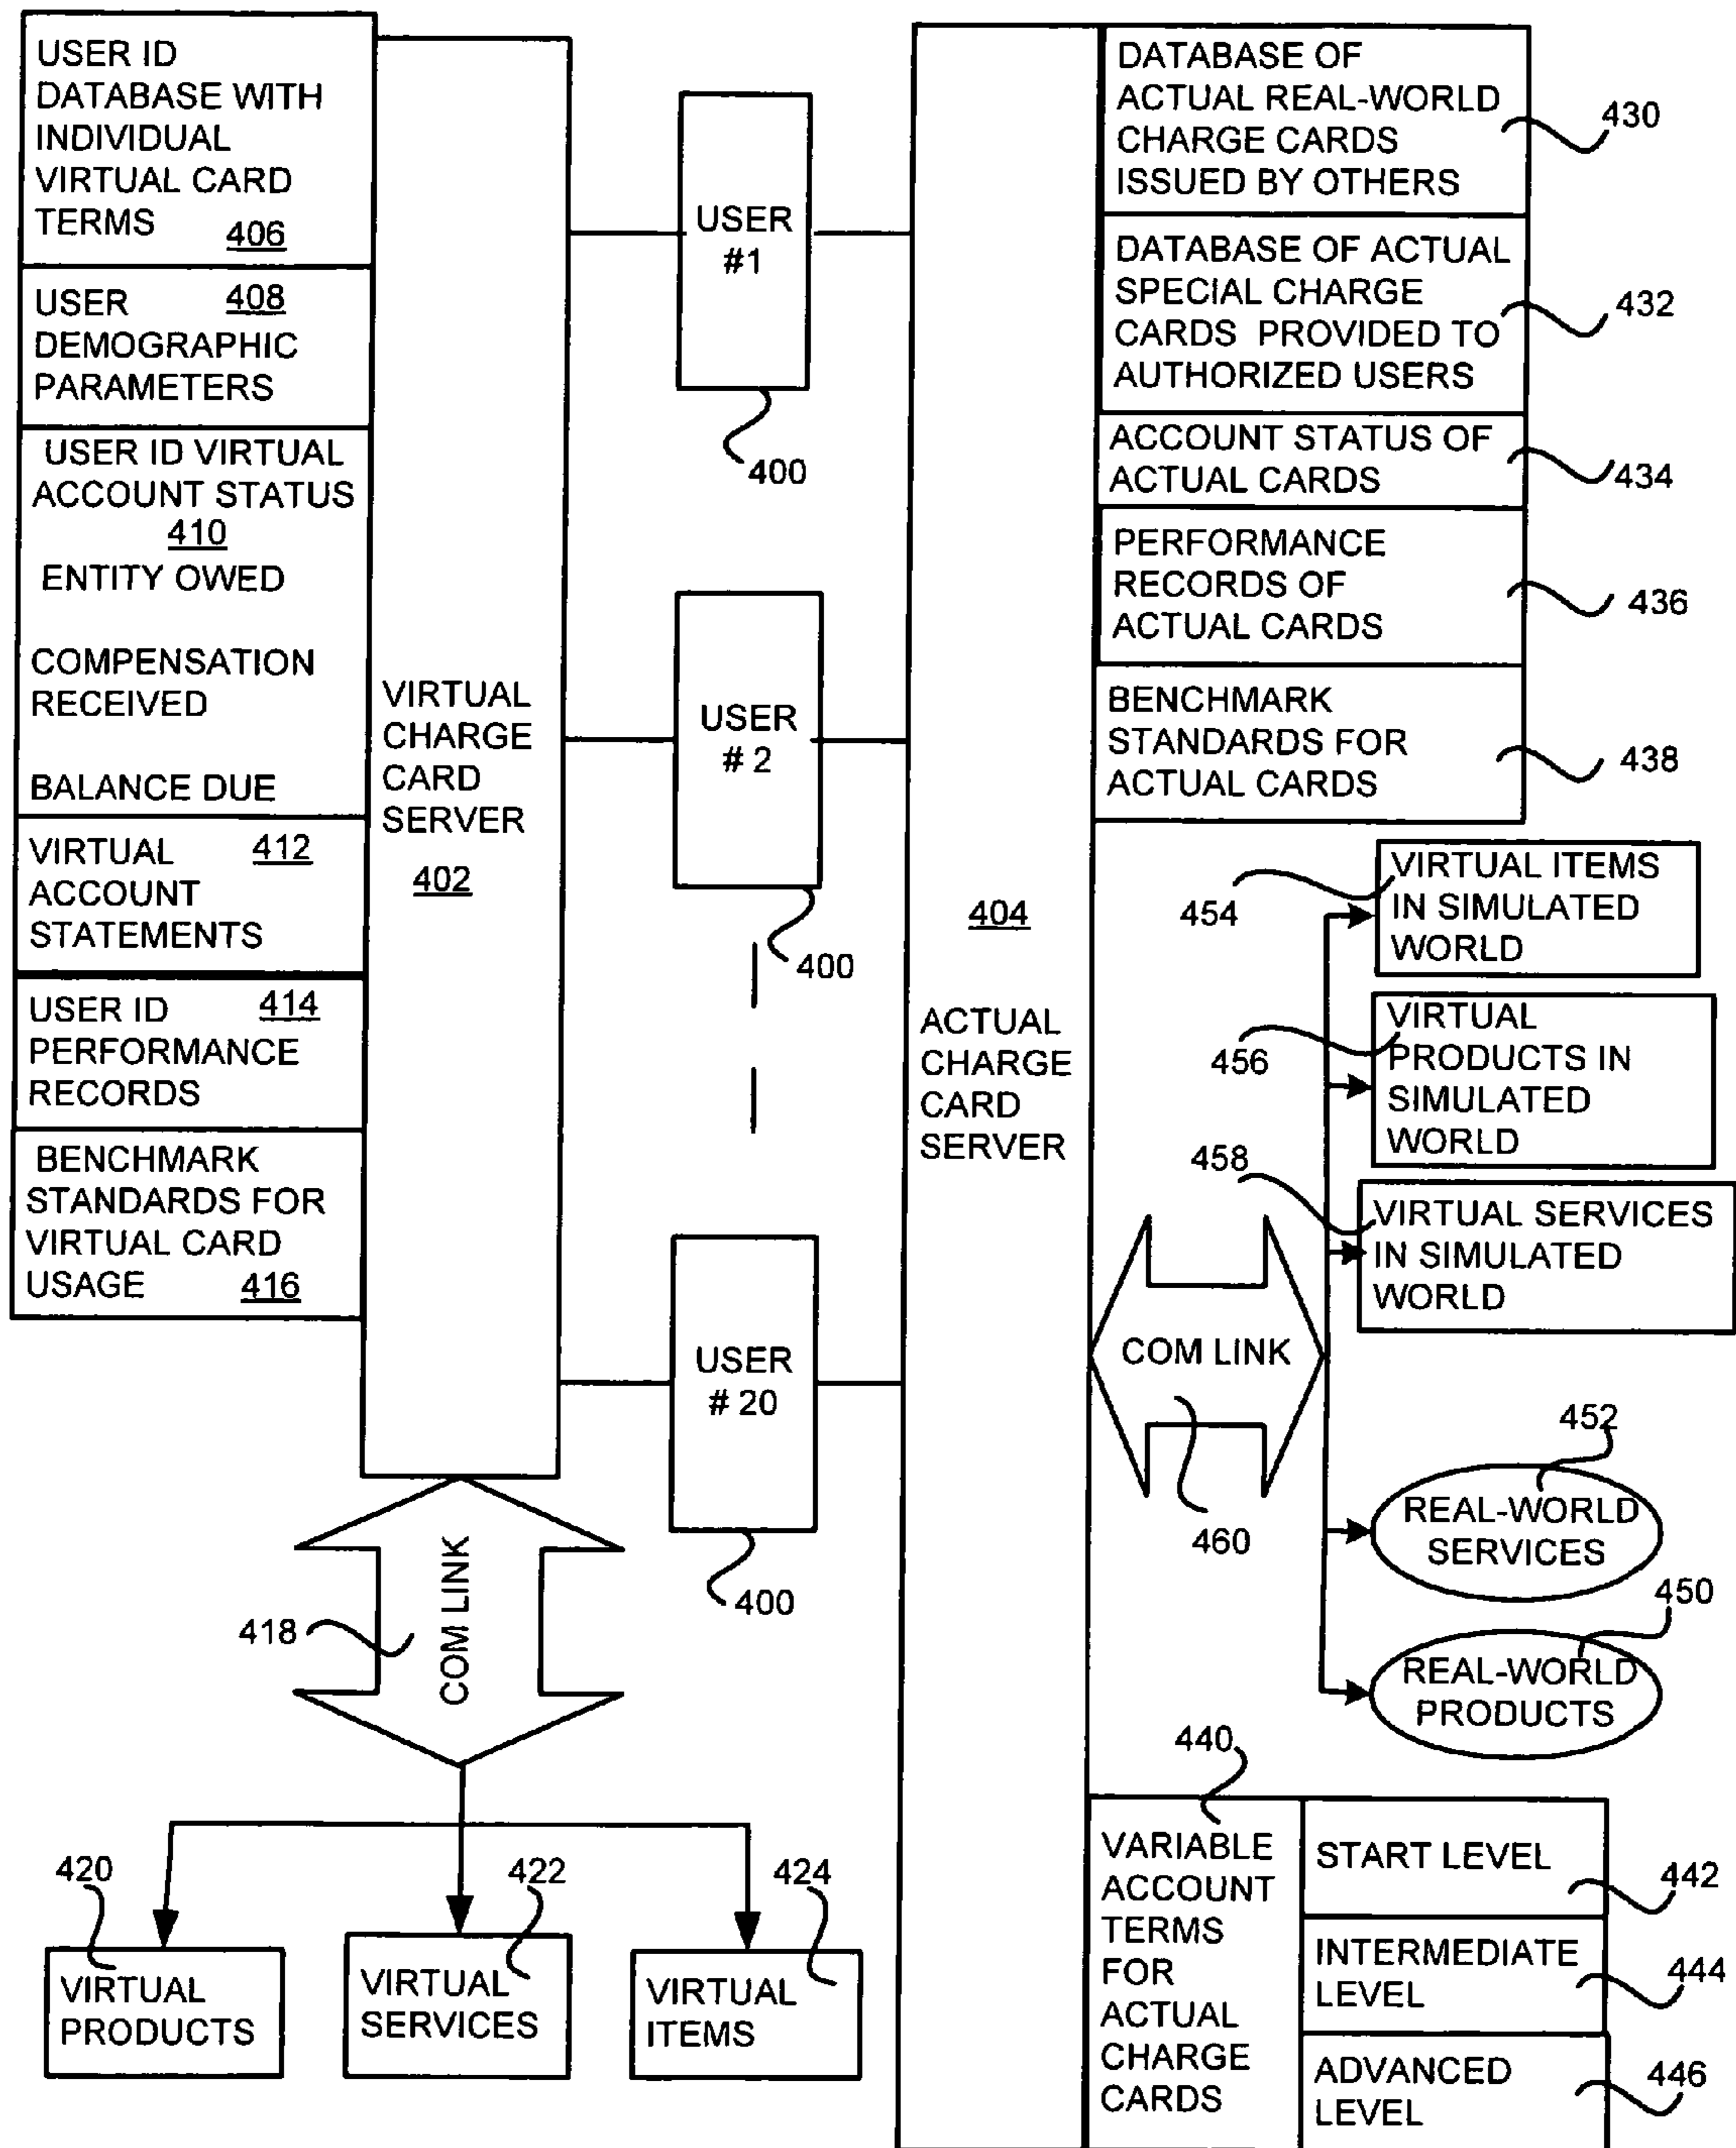 USER ID
DATABASE WITH
INDIVIDUAL
VIRTUAL CARD
TERMS
406
USER
408
DEMOGRAPHIC
PARAMETERS
USER ID VIRTUAL
ACCOUNT STATUS
410
ENTITY OWED
COMPENSATION
RECEIVED
BALANCE DUE
VIRTUAL
412
ACCOUNT
STATEMENTS
USER ID
414
PERFORMANCE
RECORDS
BENCHMARK
STANDARDS FOR
VIRTUAL CARD
USAGE
416
VIRTUAL
CHARGE
CARD
SERVER
402
USER
#1
400
USER
# 2
400
USER
# 20
400
404
ACTUAL
CHARGE
CARD
SERVER
DATABASE OF
ACTUAL REAL-WORLD
CHARGE CARDS
ISSUED BY OTHERS
430
DATABASE OF ACTUAL
SPECIAL CHARGE
CARDS PROVIDED TO
AUTHORIZED USERS
432
ACCOUNT STATUS OF
ACTUAL CARDS
434
PERFORMANCE
RECORDS OF
ACTUAL CARDS
436
BENCHMARK
STANDARDS FOR
ACTUAL CARDS
438
VIRTUAL ITEMS
IN SIMULATED
WORLD
454
VIRTUAL
PRODUCTS IN
SIMULATED
WORLD
456
458
VIRTUAL SERVICES
IN SIMULATED
WORLD
COM LINK
460
452
REAL-WORLD
SERVICES
450
REAL-WORLD
PRODUCTS
418
COM LINK
420
VIRTUAL
PRODUCTS
422
VIRTUAL
SERVICES
424
VIRTUAL
ITEMS
440
VARIABLE
ACCOUNT
TERMS
FOR
ACTUAL
CHARGE
CARDS
START LEVEL
442
INTERMEDIATE
LEVEL
444
ADVANCED
LEVEL
446